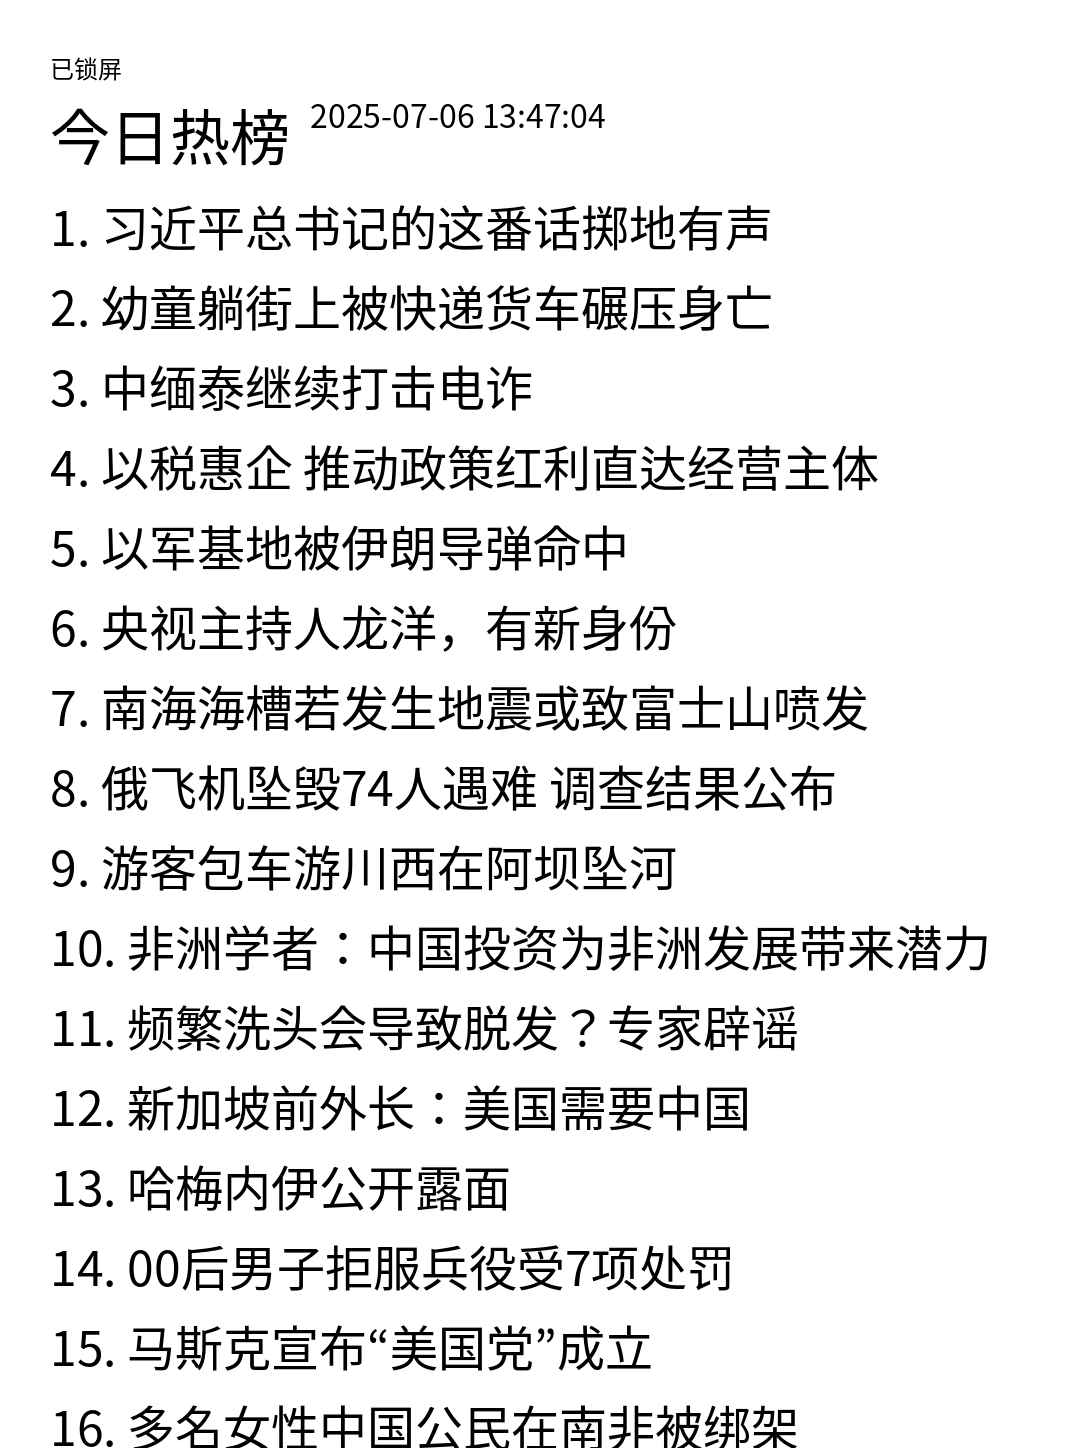 已锁屏
今日热榜 2025-07-06 13:47:04
1. 习近平总书记的这番话掷地有声
2. 幼童躺街上被快递货车碾压身亡
3. 中缅泰继续打击电诈
4. 以税惠企 推动政策红利直达经营主体
5. 以军基地被伊朗导弹命中
6. 央视主持人龙洋，有新身份
7. 南海海槽若发生地震或致富士山喷发
8. 俄飞机坠毁74人遇难 调查结果公布
9. 游客包车游川西在阿坝坠河
10. 非洲学者：中国投资为非洲发展带来潜力
11. 频繁洗头会导致脱发？专家辟谣
12. 新加坡前外长：美国需要中国
13. 哈梅内伊公开露面
14. 00后男子拒服兵役受7项处罚
15. 马斯克宣布“美国党”成立
16. 多名女性中国公民在南非被绑架